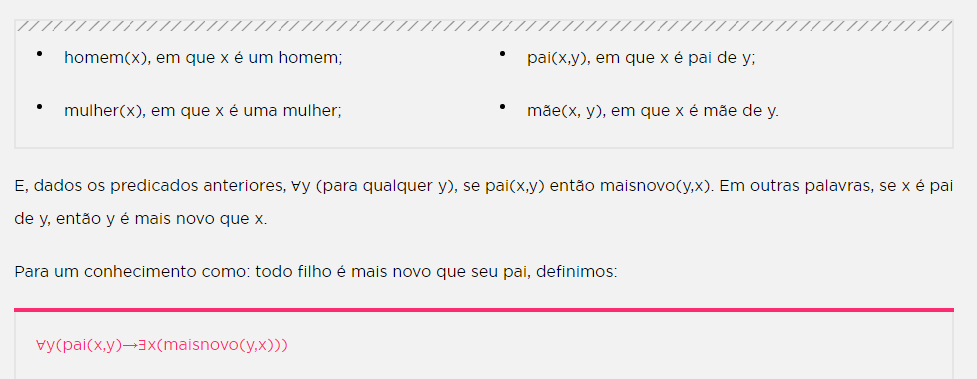 homem(x), em que x é um homem;
mulher(x), em que x é uma mulher;
pai(x,y), em que x é pai de y;
mãe(x, y), em que x é mãe de y.
E, dados os predicados anteriores, ∀y (para qualquer y), se pai(x,y) então maisnovo(y,x). Em outras palavras, se x é pai
de y, então y é mais novo que x.
Para um conhecimento como: todo filho é mais novo que seu pai, definimos:
∀y(pai(x,y)→∃x(maisnovo(y,x)))